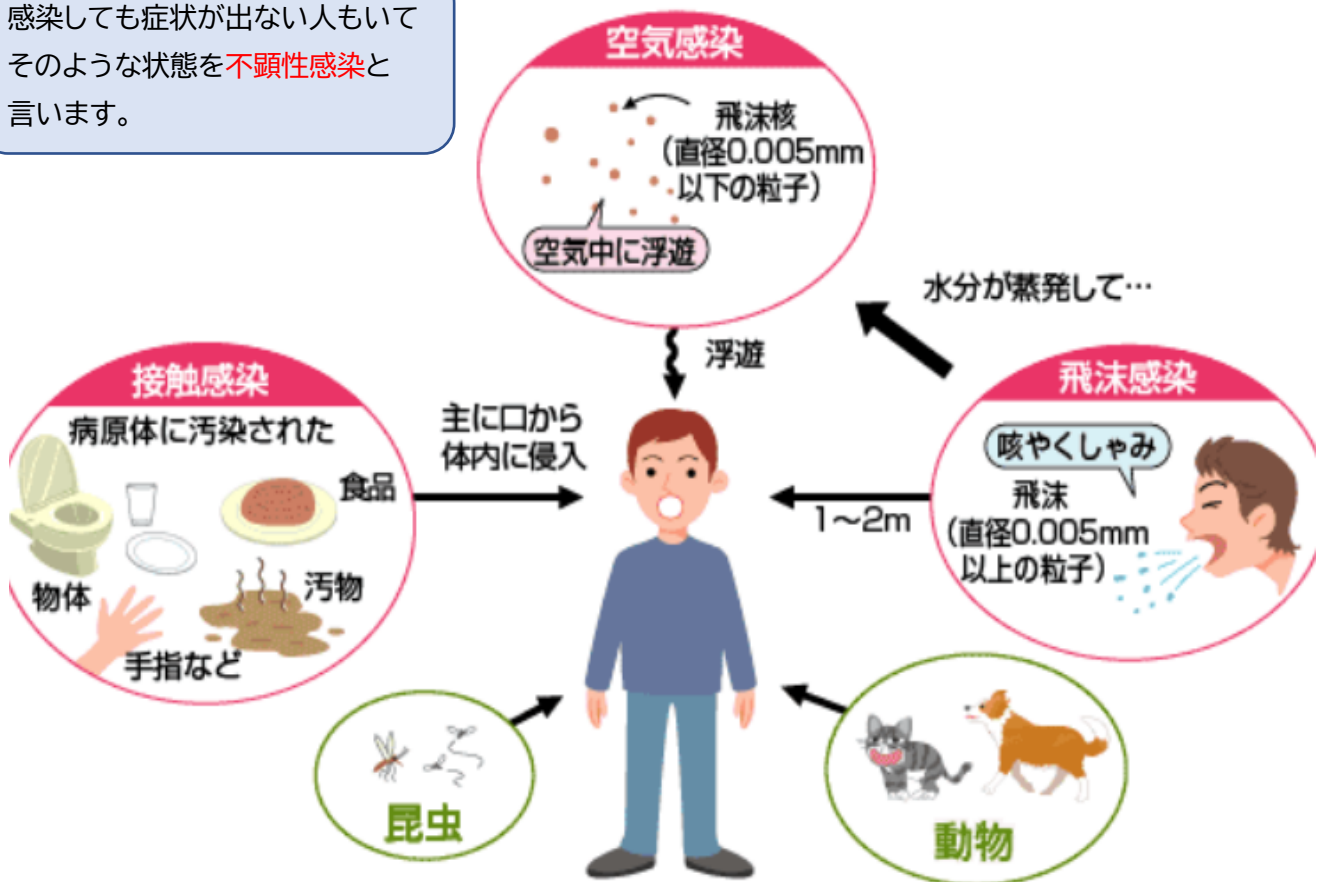 感染しても症状が出ない人もいて
そのような状態を不顕性感染と
言います。
空気感染
飛沫核
(直径0.005mm
以下の粒子)
空気中に浮遊
水分が蒸発して…
浮遊
接触感染
病原体に汚染された
食品
物体
汚物
手指など
主に口から
体内に侵入
飛沫感染
咳やくしゃみ
飛沫
(直径0.005mm
以上の粒子)
1〜2m
昆虫
動物